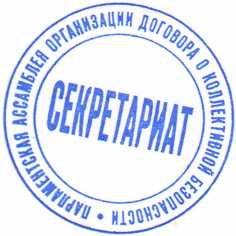 ПАРЛАМЕНТСКАЯ АССАМБЛЕЯ ОРГАНИЗАЦИИ ДОГОВОРА О КОЛЛЕКТИВНОЙ БЕЗОПАСНОСТИ •
СЕКРЕТАРИАТ